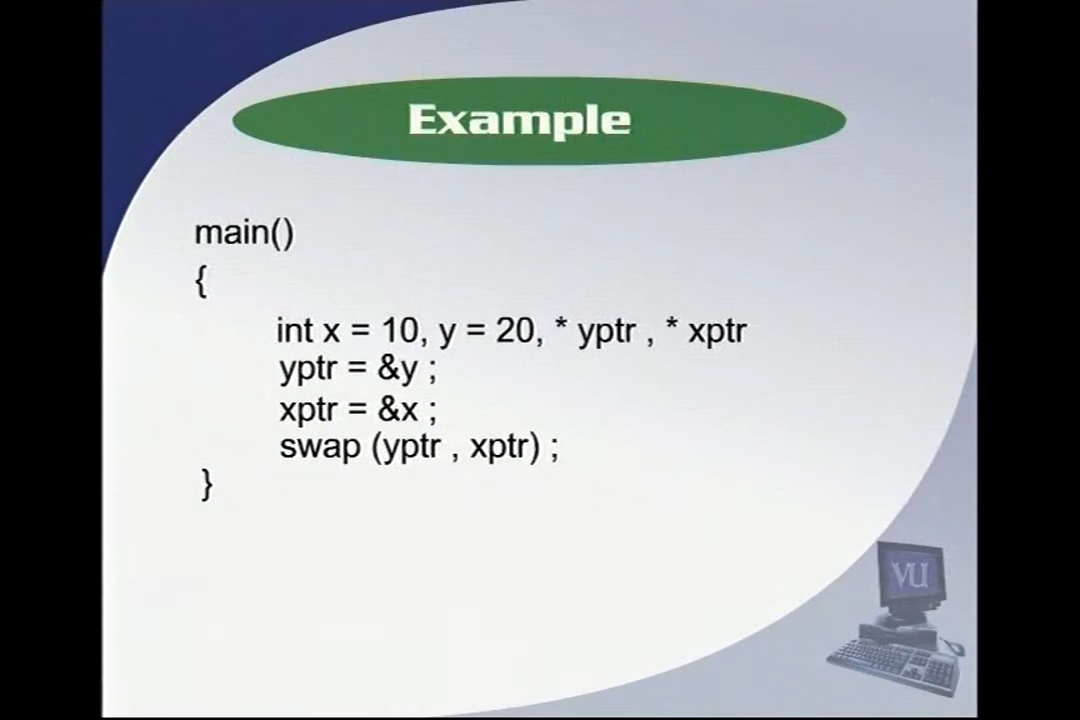 Example
main()
{
int x = 10, y = 20, * yptr , * xptr
yptr = &y ;
xptr = &x ;
swap (yptr , xptr) ;
}
VU